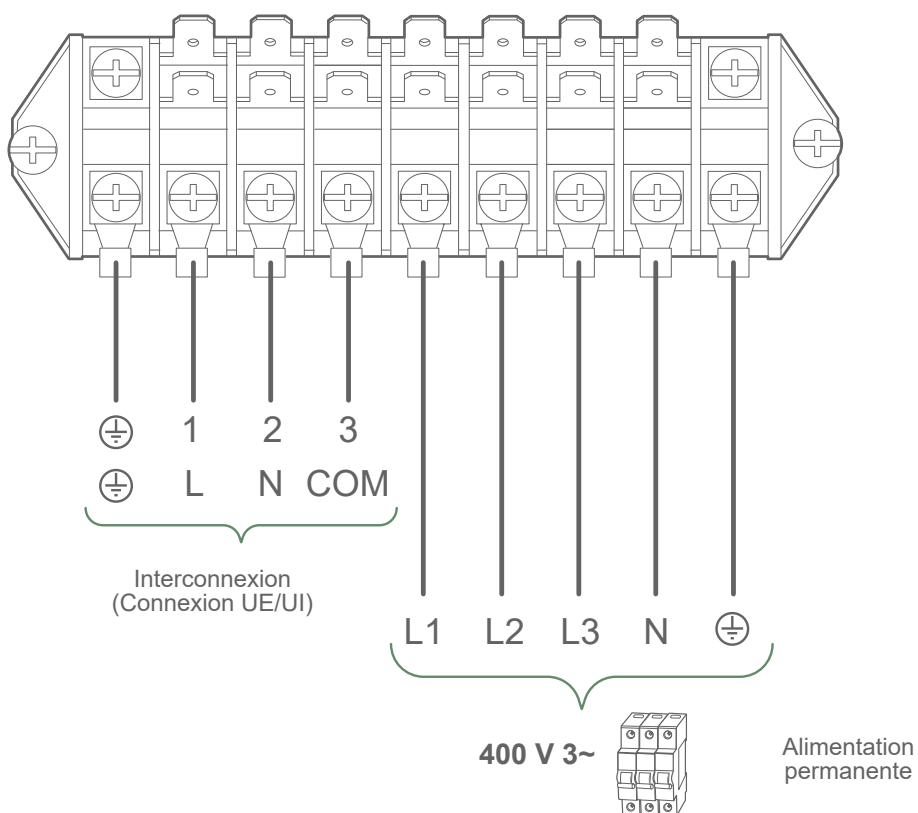 1 2 3
L N COM
Interconnexion
(Connexion UE/UI)
L1 L2 L3 N
400 V 3~
Alimentation
permanente